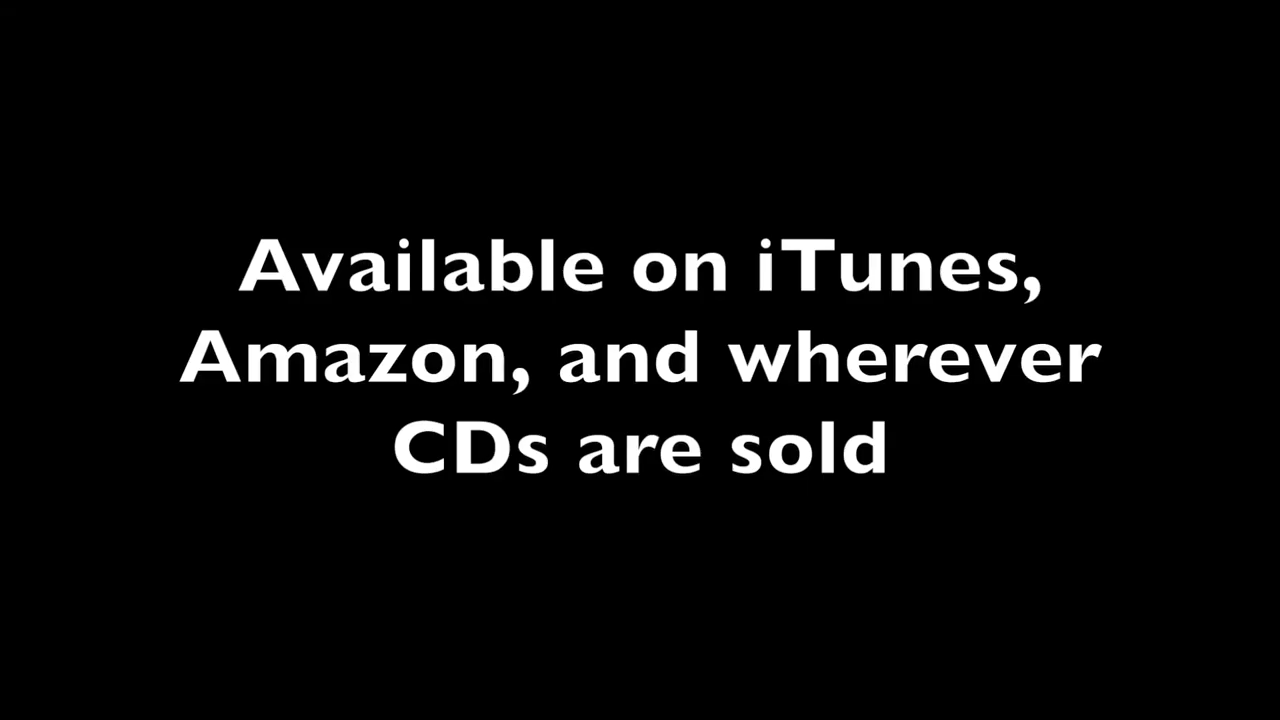 Available on iTunes,
Amazon, and wherever
CDs are sold